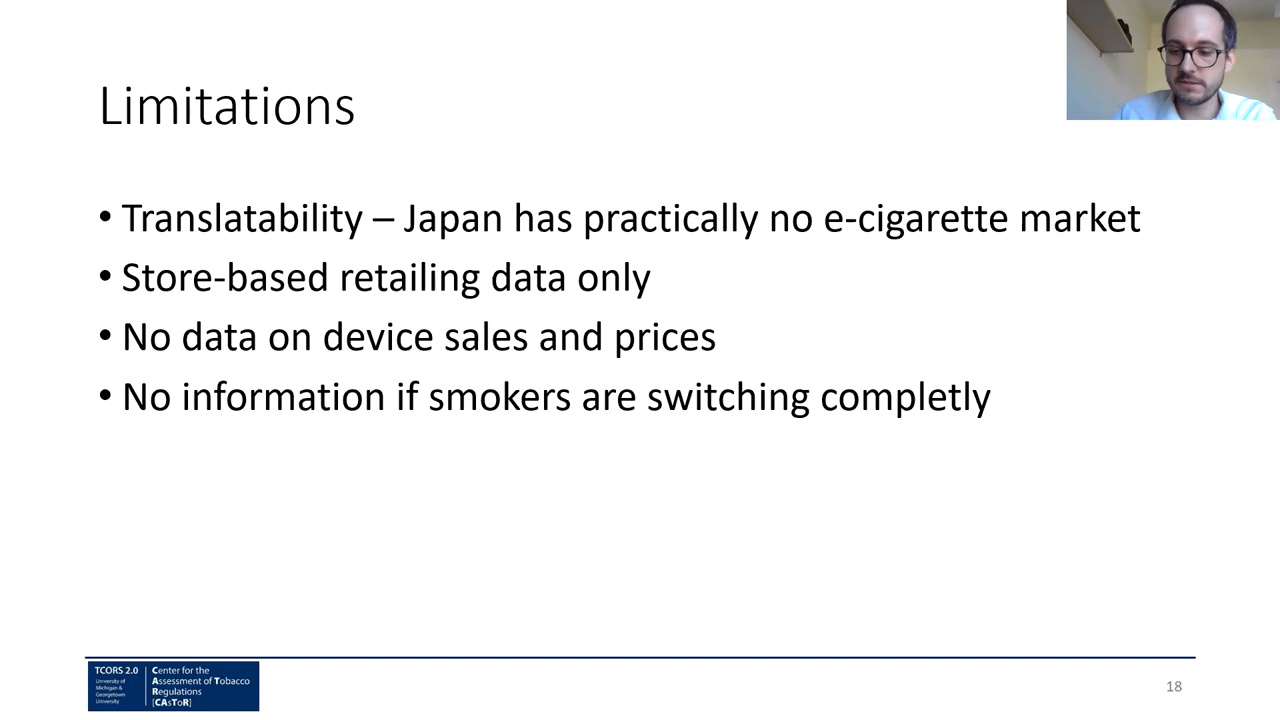 Limitations
• Translatability – Japan has practically no e-cigarette market
• Store-based retailing data only
• No data on device sales and prices
• No information if smokers are switching completly
TCORS 2.0
University of
Michigan &
Georgetown
University
Center for the
Assessment of Tobacco
Regulations
[CAsToR]
18